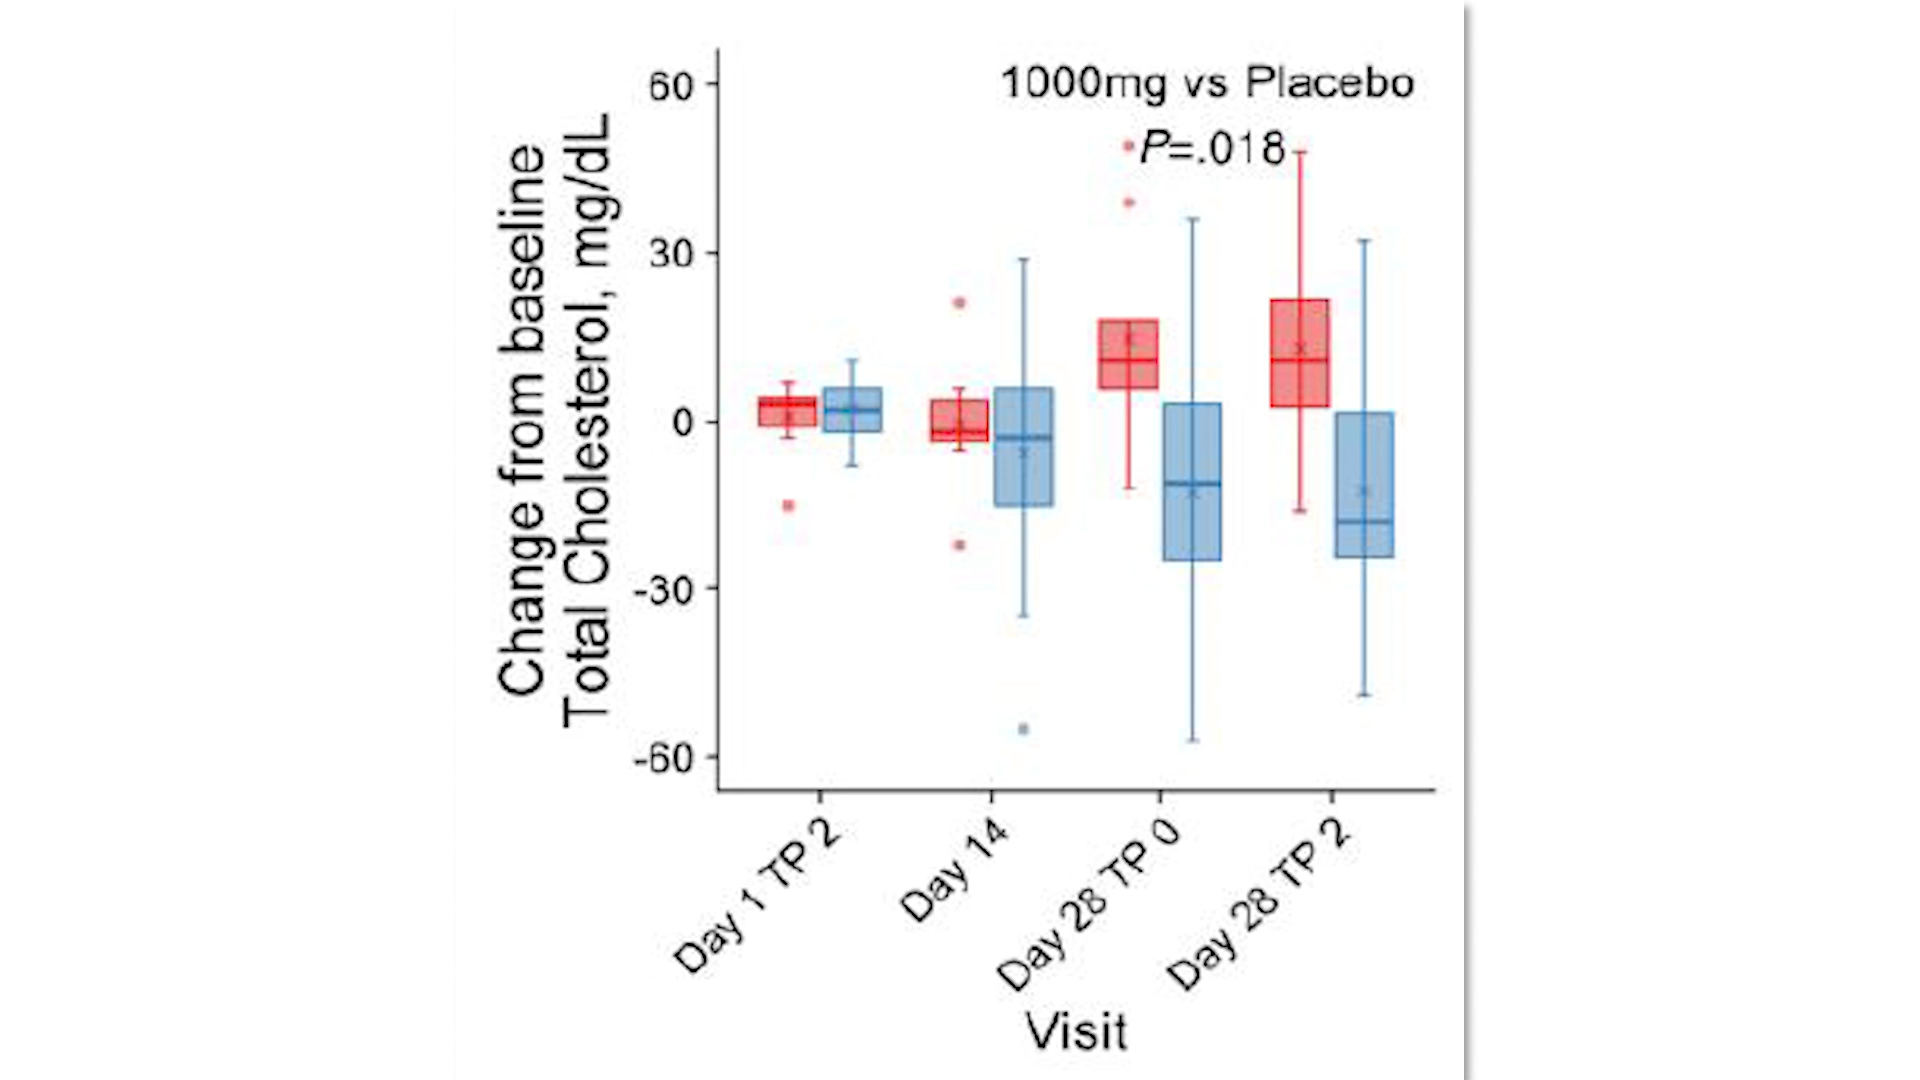 1000mg vs Placebo
P=.018
Change from baseline
Total Cholesterol, mg/dL
60
30
0
-30
-60
Day 1 TP 2
Day 14
Day 28 TP 0
Day 28 TP 2
Visit